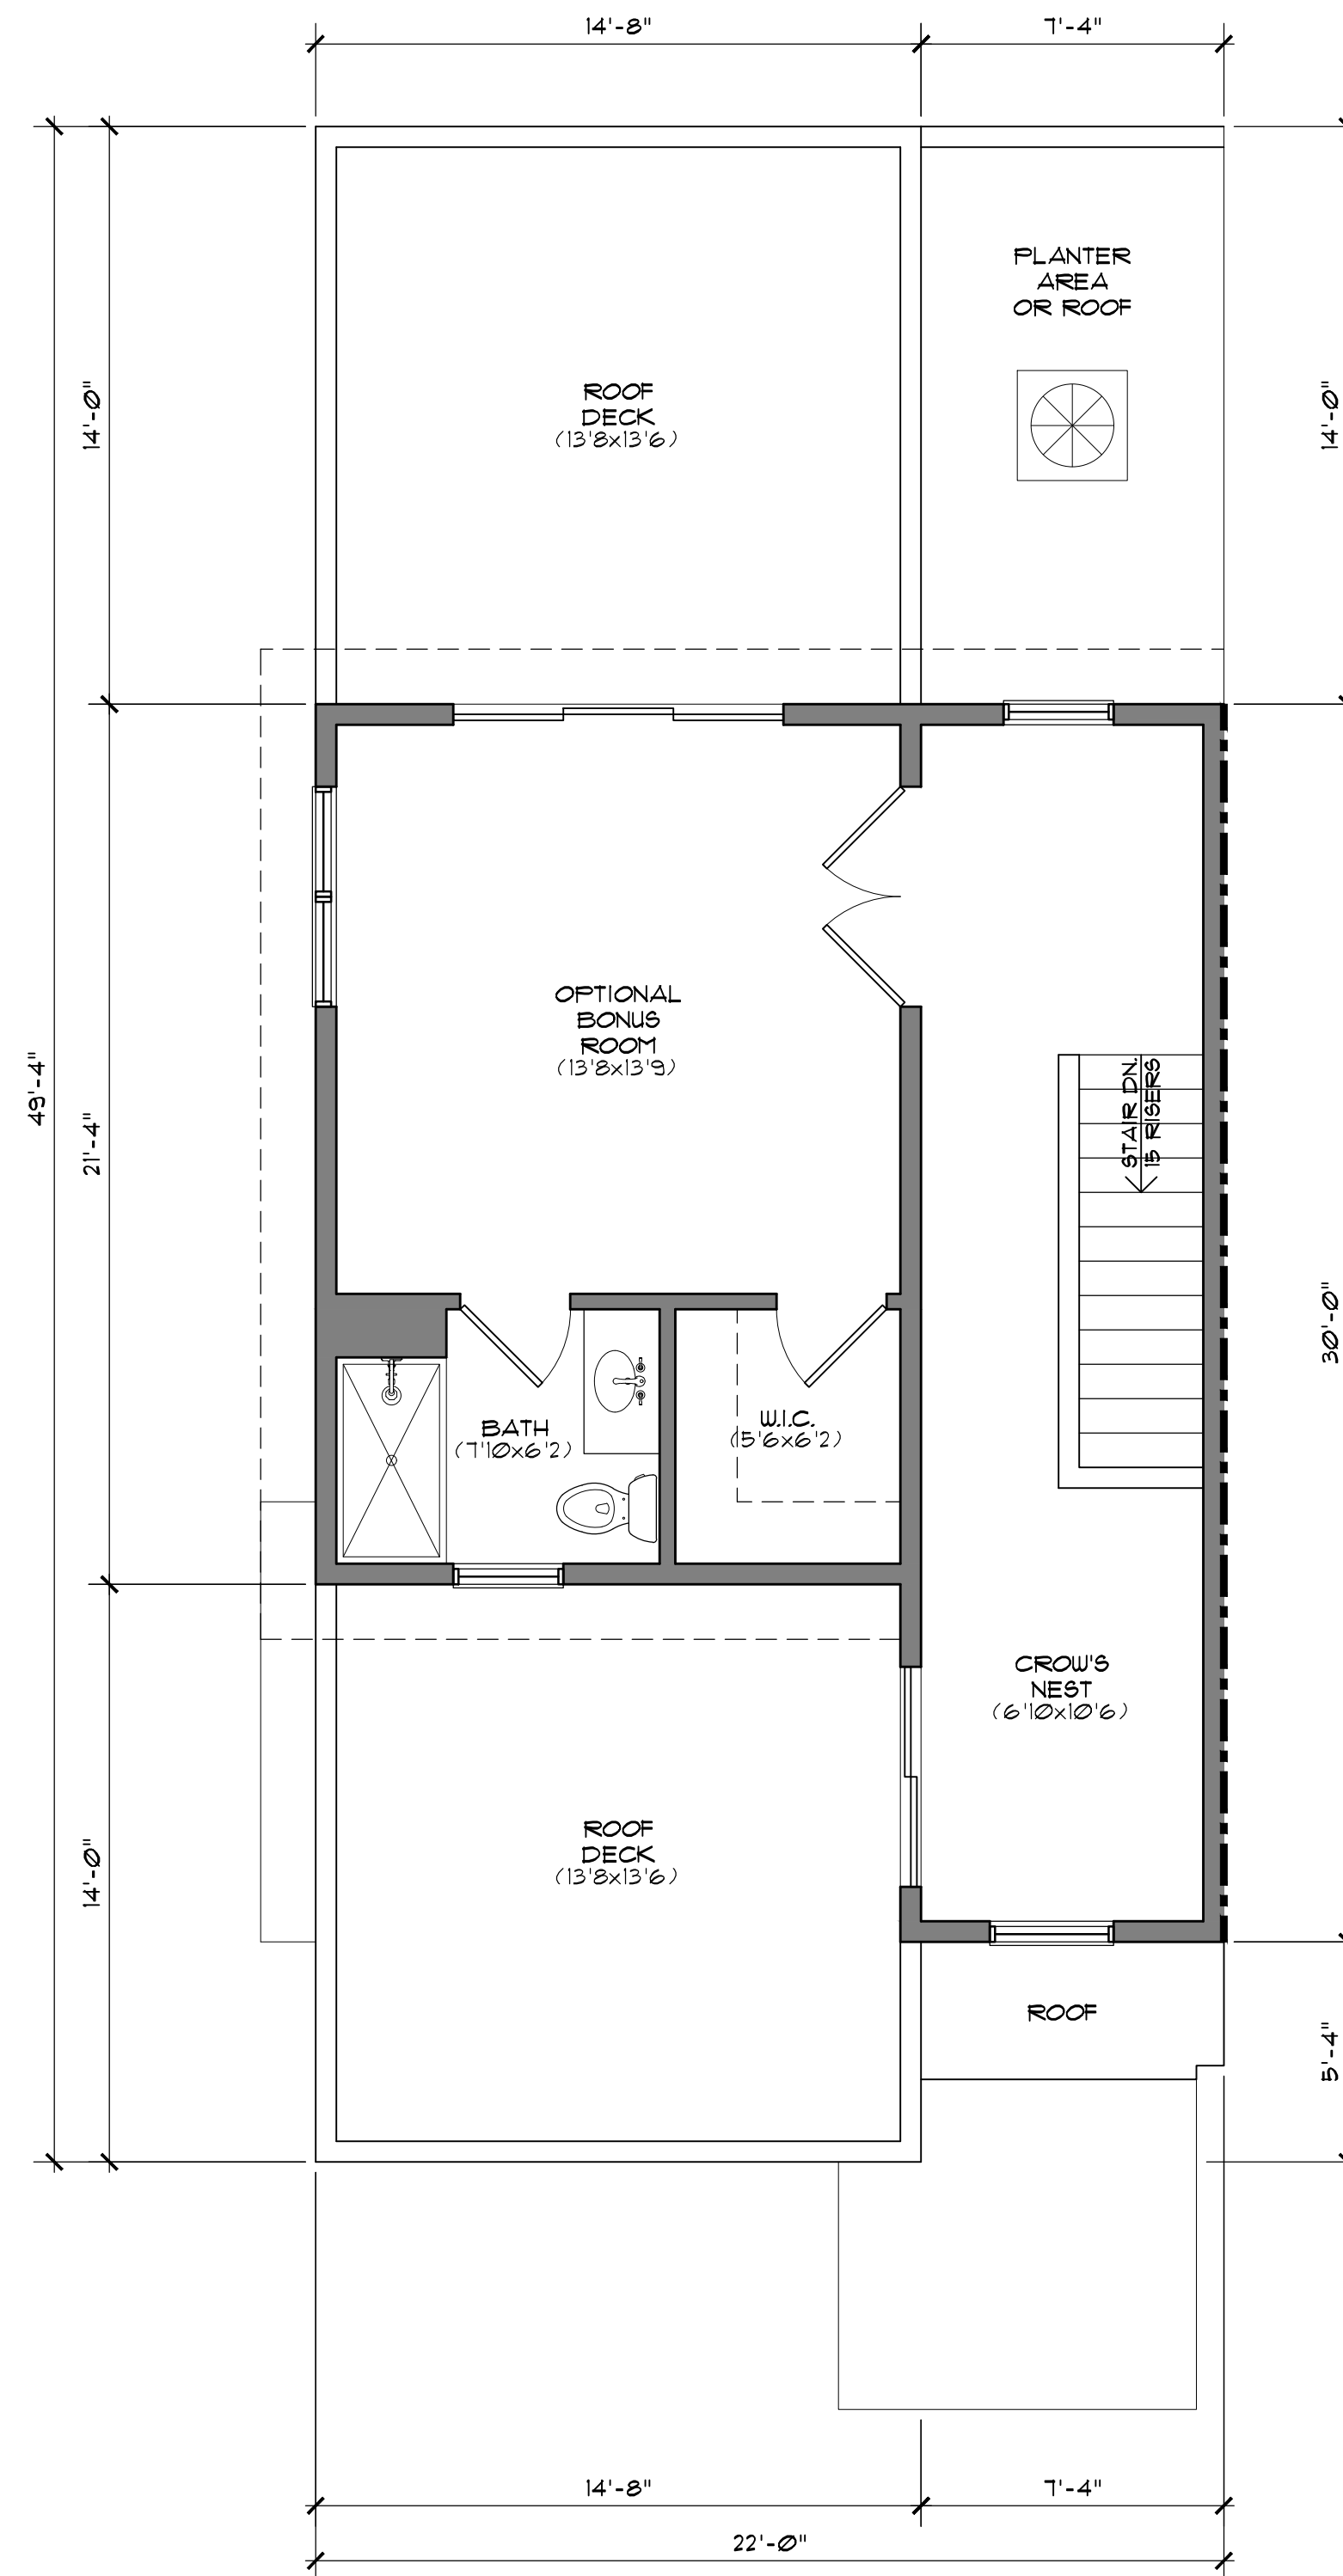 14'-8"
7'-4"
PLANTER
AREA
OR ROOF
ROOF
DECK
(13'8x13'6)
14'-0"
14'-0"
OPTIONAL
BONUS
ROOM
(13'8x13'9)
49'-4"
21'-4"
STAIR DN.
15 RISERS
30'-0"
BATH
(7'10x6'2)
W.I.C.
(5'6x6'2)
CROW'S
NEST
(6'10x10'6)
ROOF
DECK
(13'8x13'6)
14'-0"
ROOF
5'-4"
14'-8"
7'-4"
22'-0"